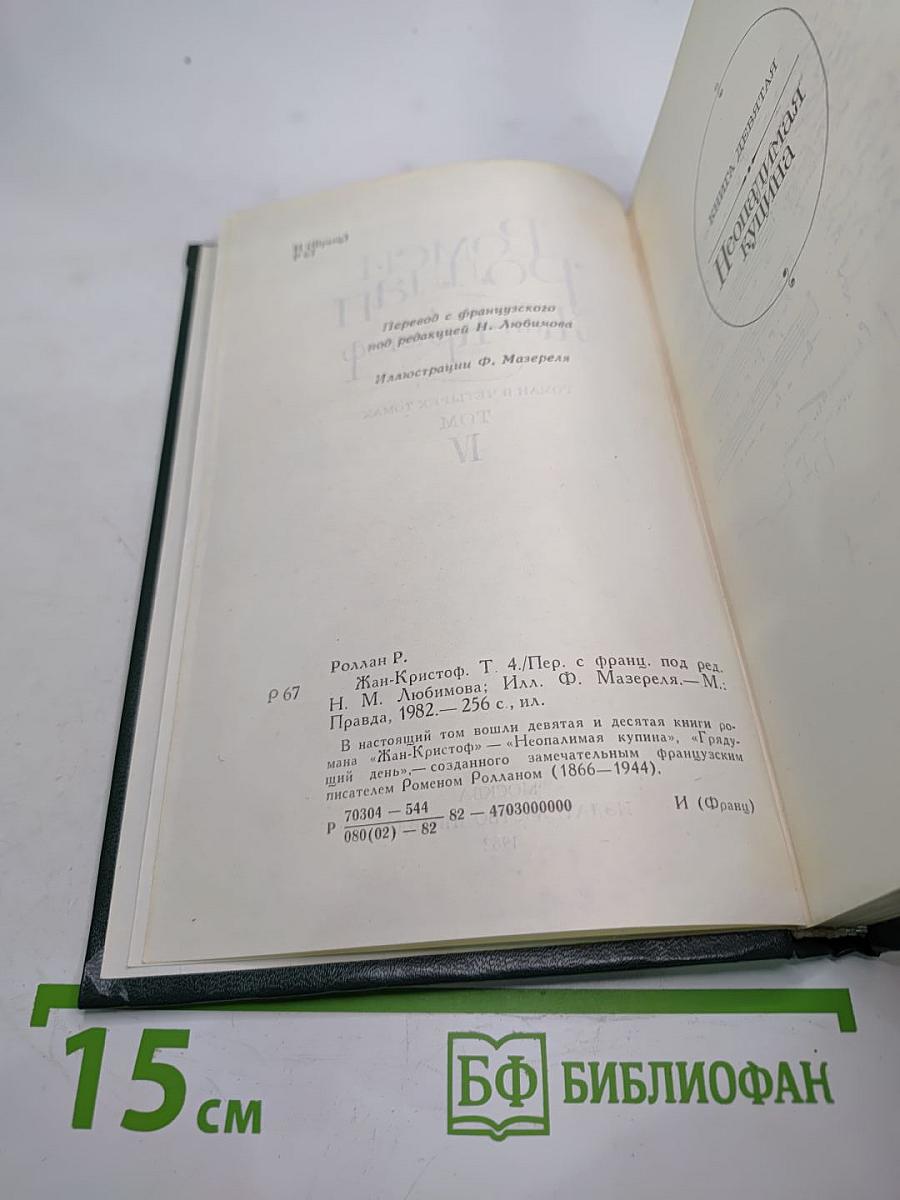 И (Франц)
Р 67
Перевод с французского
под редакцией Н. Любимова
Иллюстрации Ф. Мазереля
Роллан Р.
Р 67
Жан-Кристоф. Т. 4./Пер. с франц. под ред.
Н. М. Любимова; Илл. Ф. Мазереля.— М.:
Правда, 1982.— 256 с., ил.
В настоящий том вошли девятая и десятая книги ро-
мана «Жан-Кристоф» — «Неопалимая купина», «Гряду-
щий день»,— созданного замечательным французским
писателем Роменом Ролланом (1866—1944).
Р 70304 — 544
080(02) — 82 82 — 4703000000
И (Франц)
КНИГА ДЕВЯТАЯ
Неопалимая
купина
15 см
БФ БИБЛИОФАН